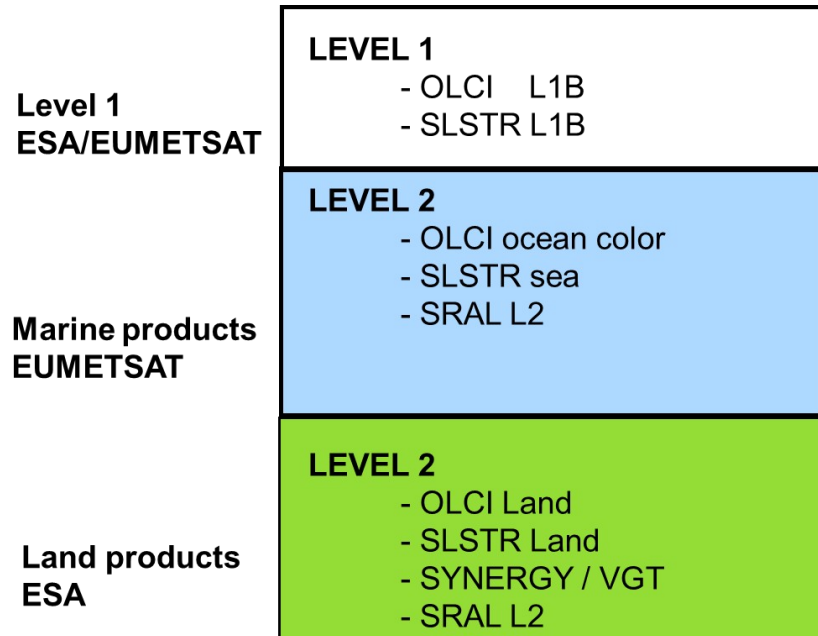 Level 1
ESA/EUMETSAT
LEVEL 1
- OLCI L1B
- SLSTR L1B
Marine products
EUMETSAT
LEVEL 2
- OLCI ocean color
- SLSTR sea
- SRAL L2
Land products
ESA
LEVEL 2
- OLCI Land
- SLSTR Land
- SYNERGY / VGT
- SRAL L2